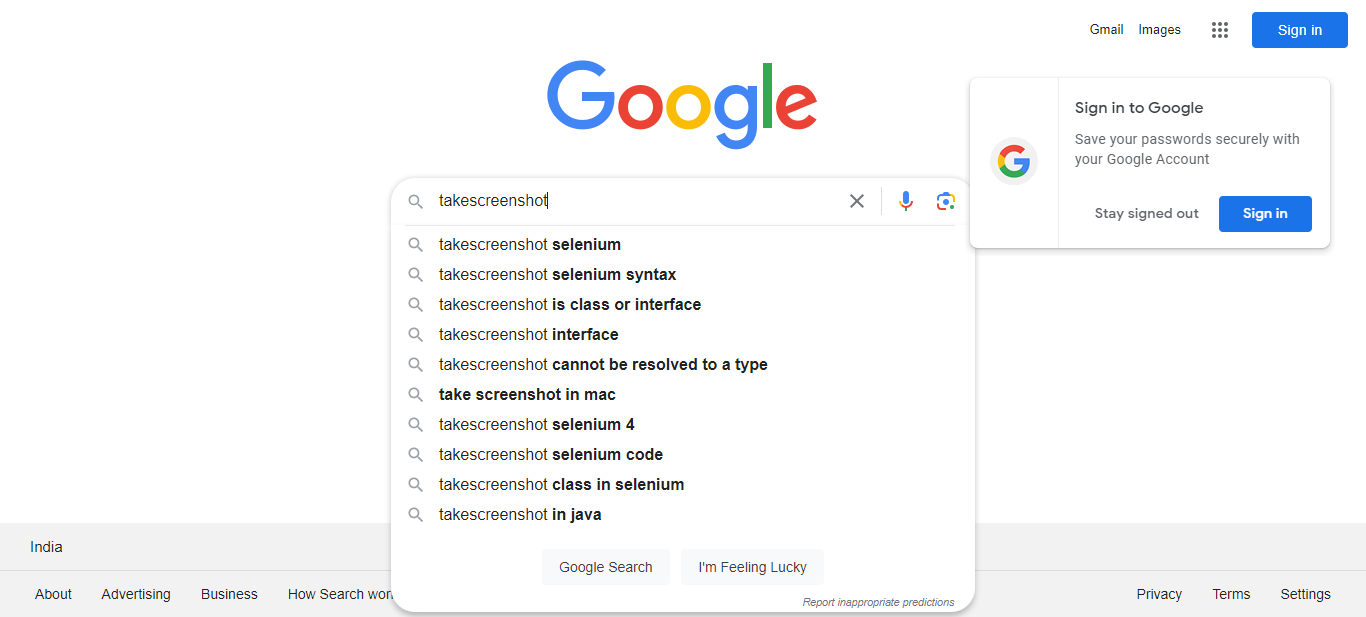 Gmail Images Sign in
Google
Sign in to Google
Save your passwords securely with
your Google Account
Stay signed out Sign in
takescreenshot
takescreenshot selenium
takescreenshot selenium syntax
takescreenshot is class or interface
takescreenshot interface
takescreenshot cannot be resolved to a type
take screenshot in mac
takescreenshot selenium 4
takescreenshot selenium code
takescreenshot class in selenium
takescreenshot in java
Google Search I'm Feeling Lucky
Report inappropriate predictions
India
About Advertising Business How Search wor
Privacy Terms Settings